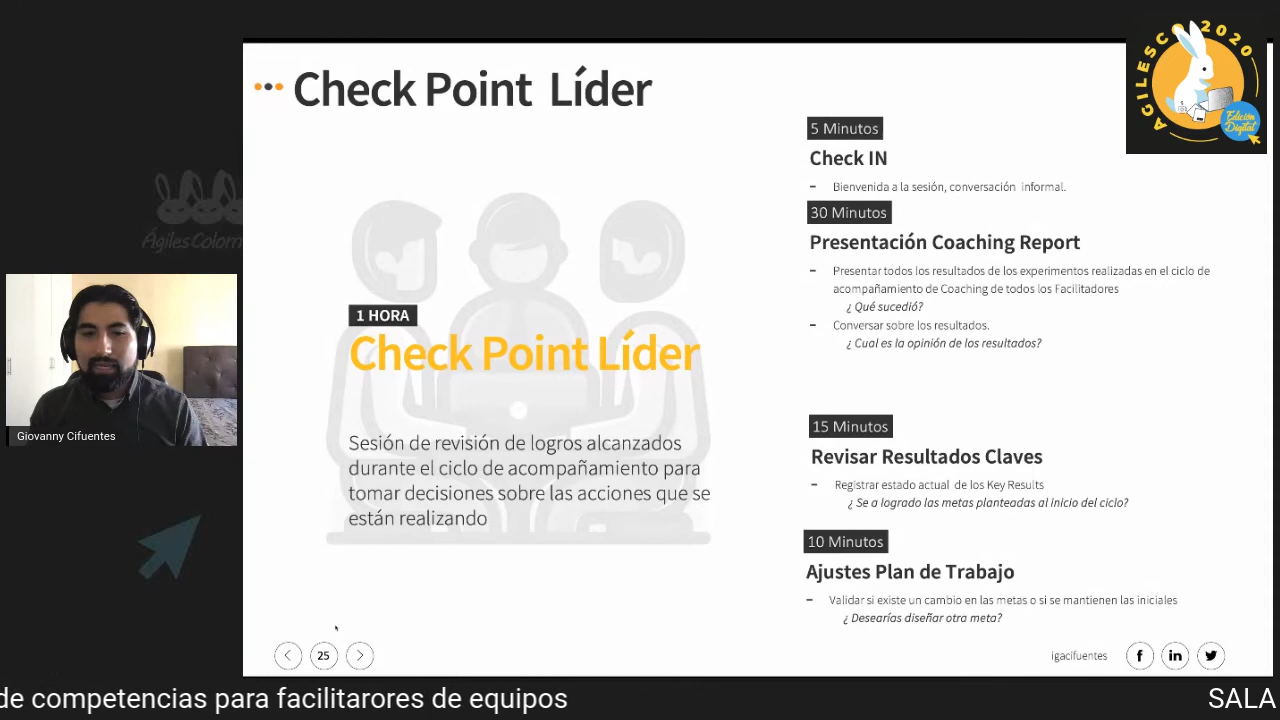 Check Point Líder
AGILESCO 2020
Edición
Digital
5 Minutos
Check IN
- Bienvenida a la sesión, conversación informal.
30 Minutos
Presentación Coaching Report
- Presentar todos los resultados de los experimentos realizadas en el ciclo de
acompañamiento de Coaching de todos los Facilitadores
¿ Qué sucedió?
- Conversar sobre los resultados.
¿ Cual es la opinión de los resultados?
1 HORA
Check Point Líder
Sesión de revisión de logros alcanzados
durante el ciclo de acompañamiento para
tomar decisiones sobre las acciones que se
están realizando
15 Minutos
Revisar Resultados Claves
- Registrar estado actual de los Key Results
¿ Se a logrado las metas planteadas al inicio del ciclo?
10 Minutos
Ajustes Plan de Trabajo
- Validar si existe un cambio en las metas o si se mantienen las iniciales
¿ Desearías diseñar otra meta?
25
igacifuentes
f in
ÁgilesColom
Giovanny Cifuentes
de competencias para facilitarores de equipos
SALA